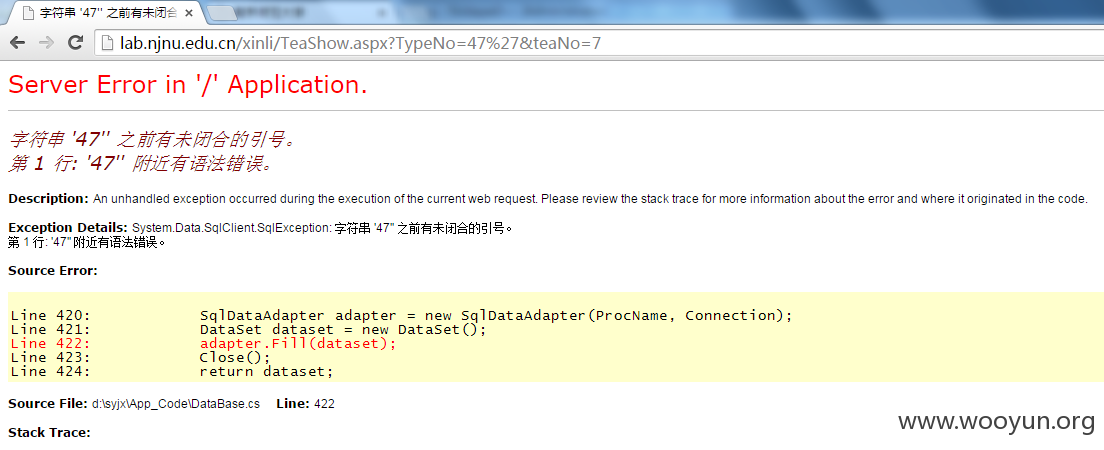 字符串 '47'' 之前有未闭合
lab.njnu.edu.cn/xinli/TeaShow.aspx?TypeNo=47%27&teaNo=7
Server Error in '/' Application.
字符串 '47'' 之前有未闭合的引号。
第 1 行: '47'' 附近有语法错误。
Description: An unhandled exception occurred during the execution of the current web request. Please review the stack trace for more information about the error and where it originated in the code.
Exception Details: System.Data.SqlClient.SqlException: 字符串 '47'' 之前有未闭合的引号。
第 1 行: '47'' 附近有语法错误。
Source Error:
Line 420: SqlDataAdapter adapter = new SqlDataAdapter(ProcName, Connection);
Line 421: DataSet dataset = new DataSet();
Line 422: adapter.Fill(dataset);
Line 423: Close();
Line 424: return dataset;
Source File: d:\syjx\App_Code\DataBase.cs Line: 422
www.wooyun.org
Stack Trace: